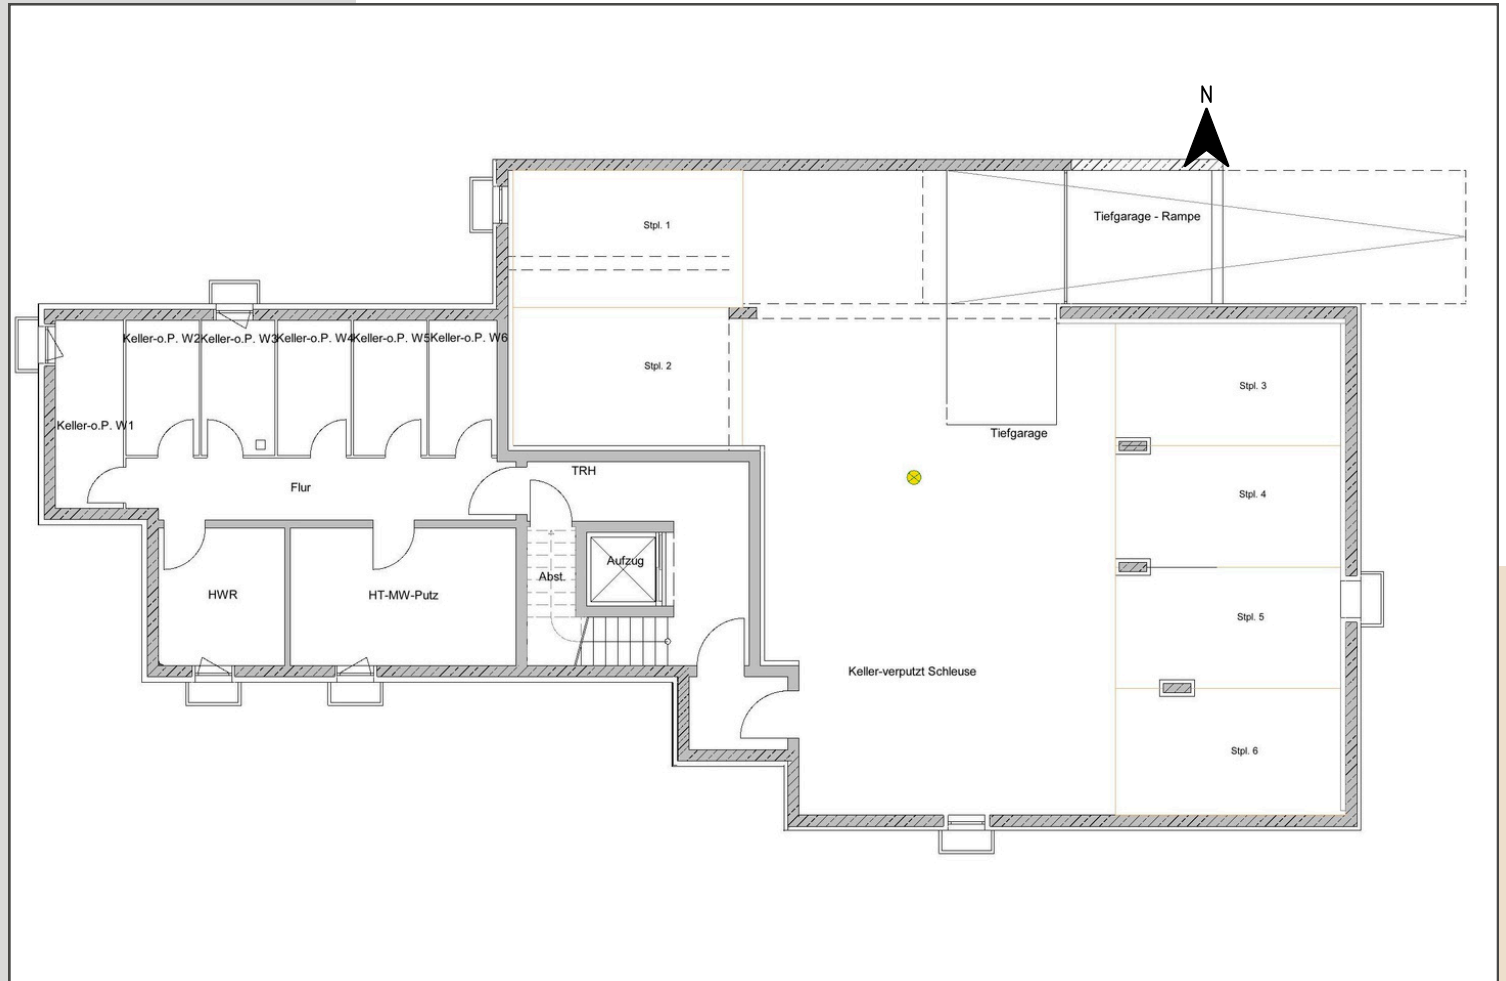 N
Tiefgarage - Rampe
Stpl. 1
Keller-o.P. W2
Keller-o.P. W3
Keller-o.P. W4
Keller-o.P. W5
Keller-o.P. W6
Stpl. 2
Stpl. 3
Keller-o.P. W1
Tiefgarage
TRH
Flur
Stpl. 4
Aufzug
Abst.
HWR
HT-MW-Putz
Stpl. 5
Keller-verputzt Schleuse
Stpl. 6